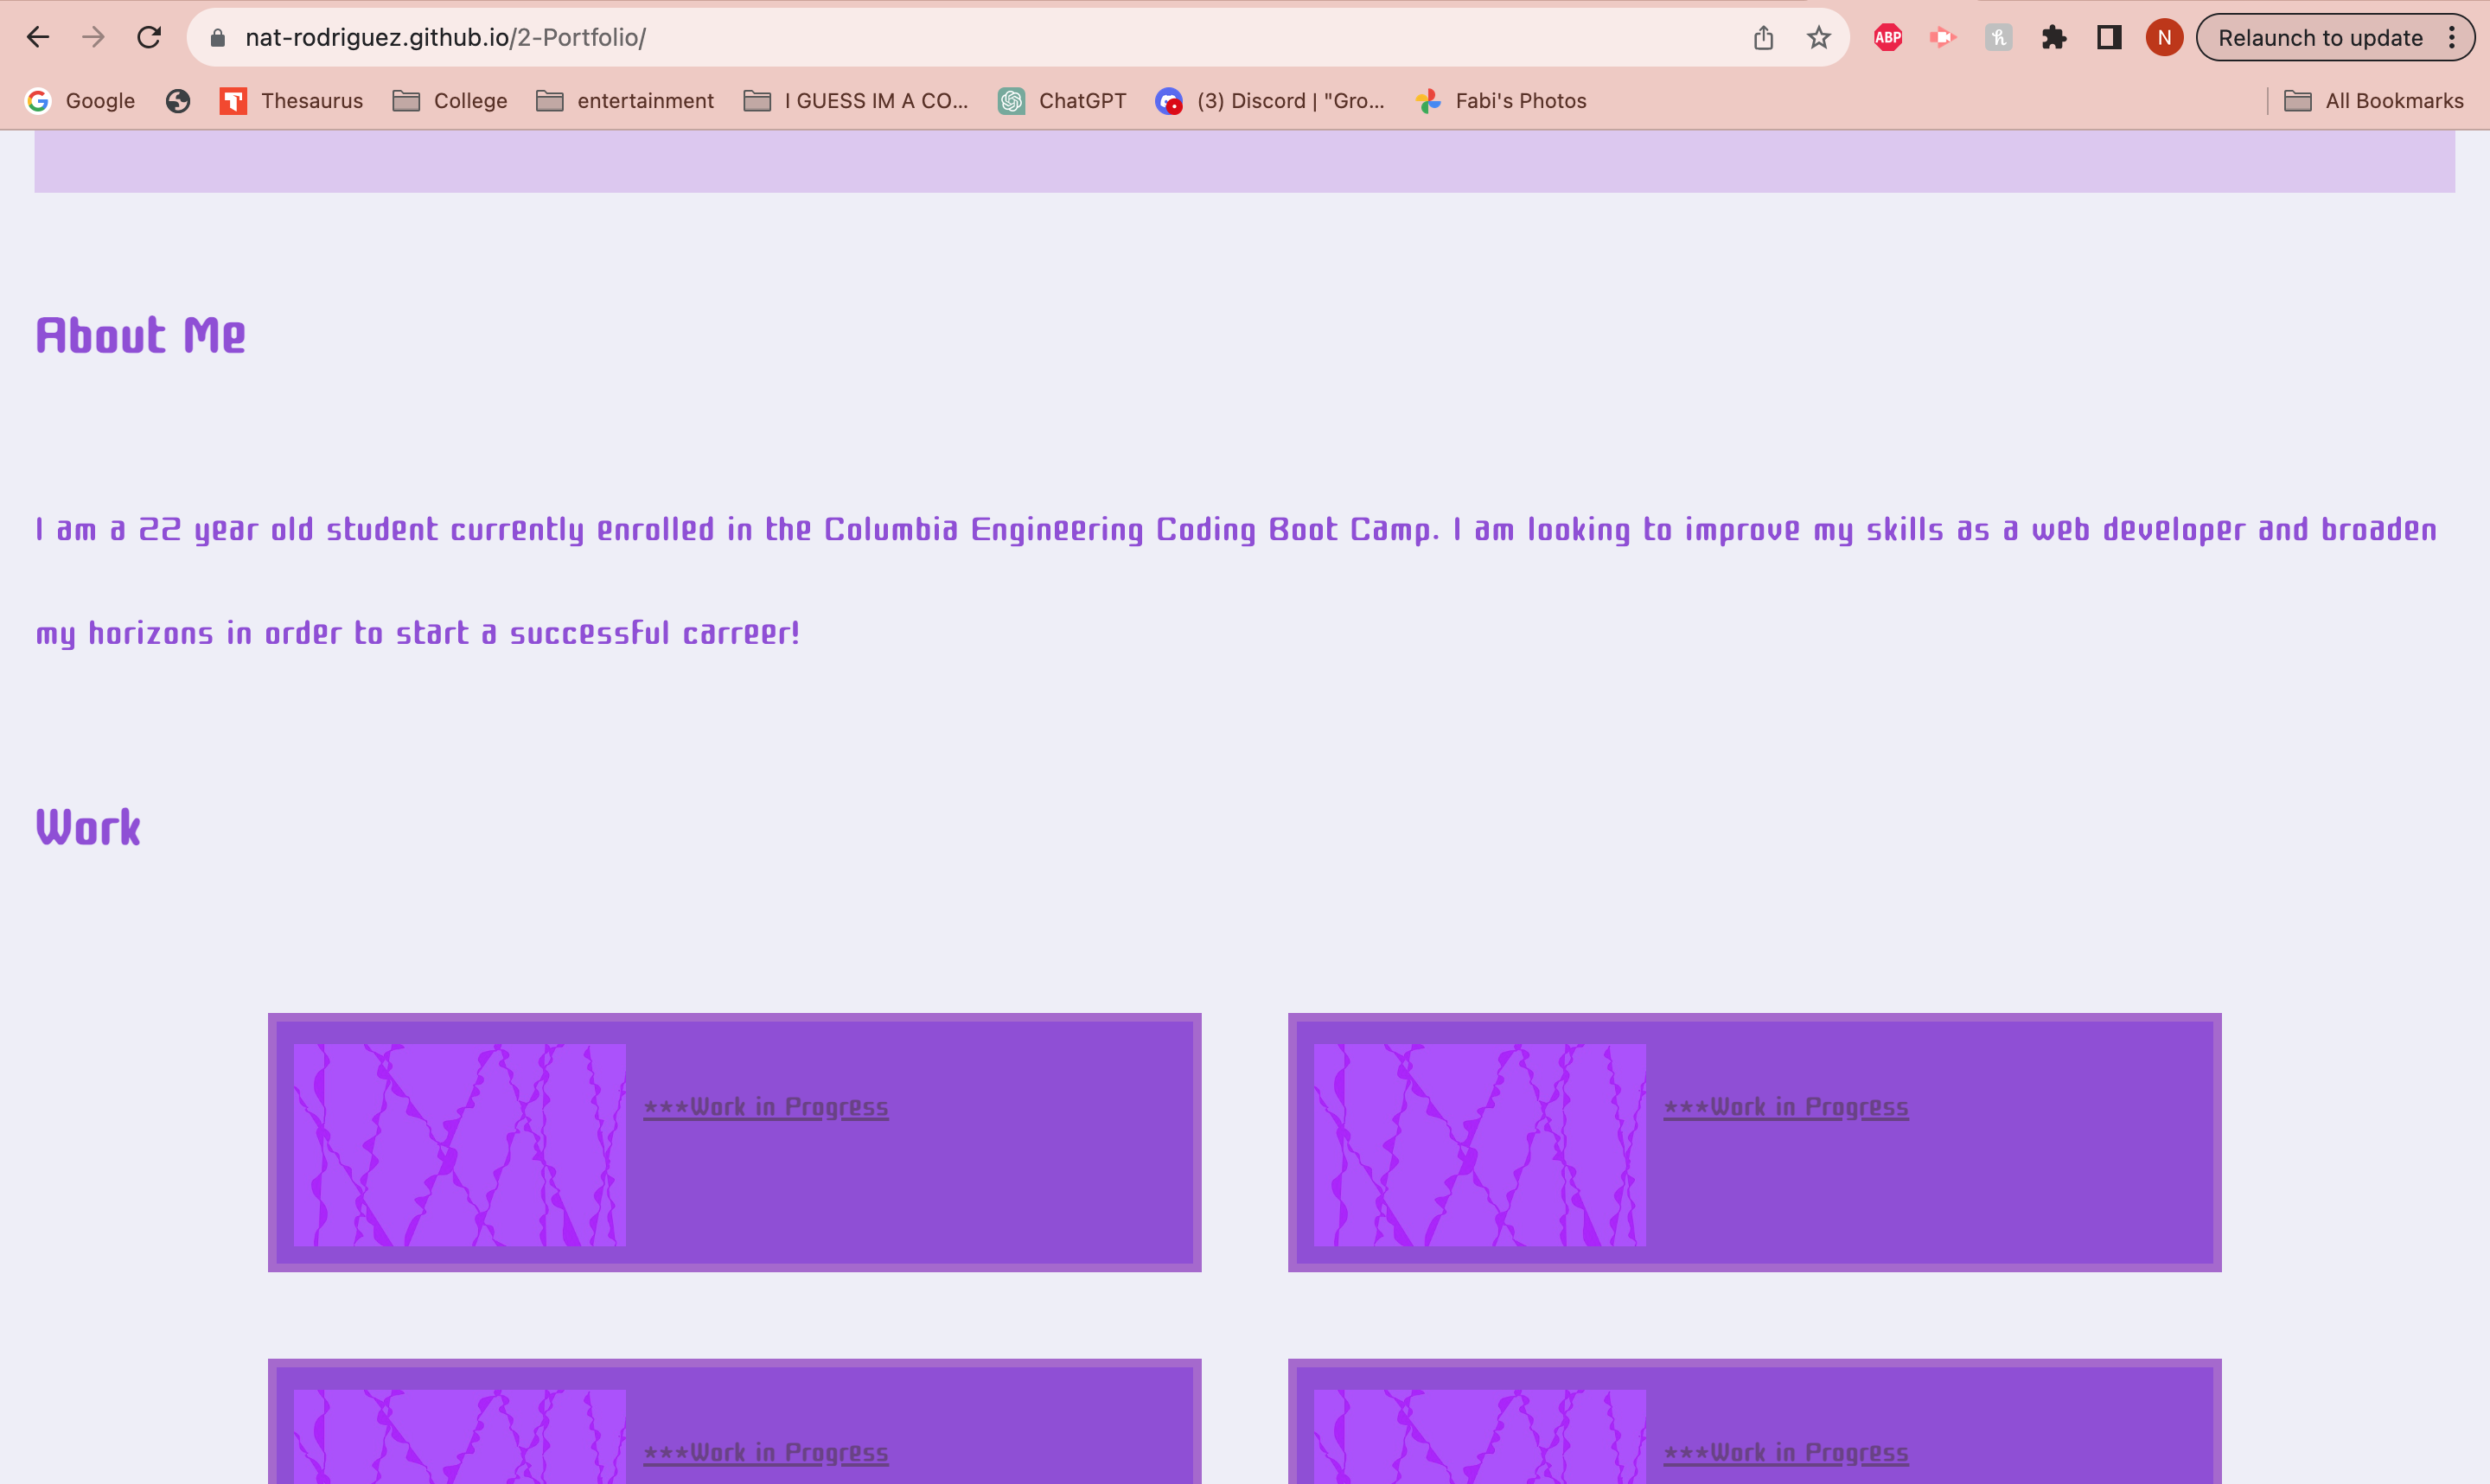 nat-rodriguez.github.io/2-Portfolio/
ABP
h
N
Relaunch to update
Google
T
Thesaurus
College
entertainment
I GUESS IM A CO...
ChatGPT
(3) Discord | "Gro...
Fabi's Photos
All Bookmarks
About Me
I am a 22 year old student currently enrolled in the Columbia Engineering Coding Boot Camp. I am looking to improve my skills as a web developer and broaden
my horizons in order to start a successful carreer!
Work
***Work in Progress
***Work in Progress
***Work in Progress
***Work in Progress